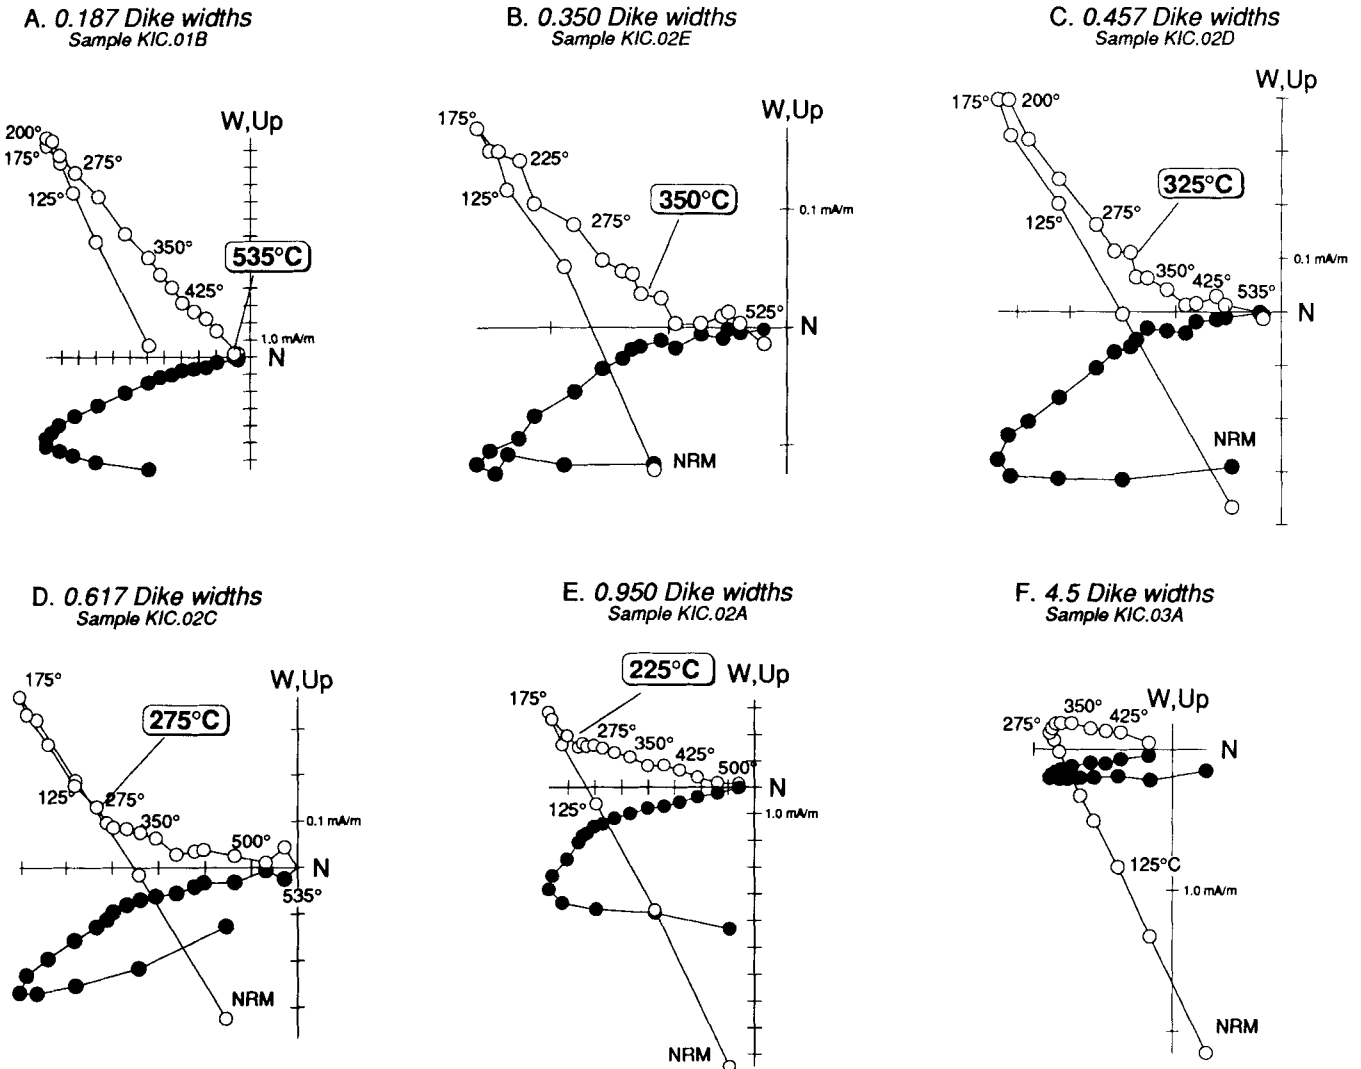 A. 0.187 Dike widths
Sample KIC.01B
200°
175°
125°
275°
350°
425°
W,Up
535°C
1.0 mA/m
N
B. 0.350 Dike widths
Sample KIC.02E
175°
225°
125°
275°
350°C
W,Up
0.1 mA/m
525°
N
NRM
C. 0.457 Dike widths
Sample KIC.02D
175°
200°
125°
275°
325°C
350°
425°
W,Up
0.1 mA/m
535°
N
NRM
D. 0.617 Dike widths
Sample KIC.02C
175°
125°
275°C
275°
350°
500°
W,Up
0.1 mA/m
N
535°
NRM
E. 0.950 Dike widths
Sample KIC.02A
175°
225°C
W,Up
275°
350°
425°
500°
N
125°
1.0 mA/m
NRM
F. 4.5 Dike widths
Sample KIC.03A
W,Up
275°
350°
425°
N
125°C
1.0 mA/m
NRM